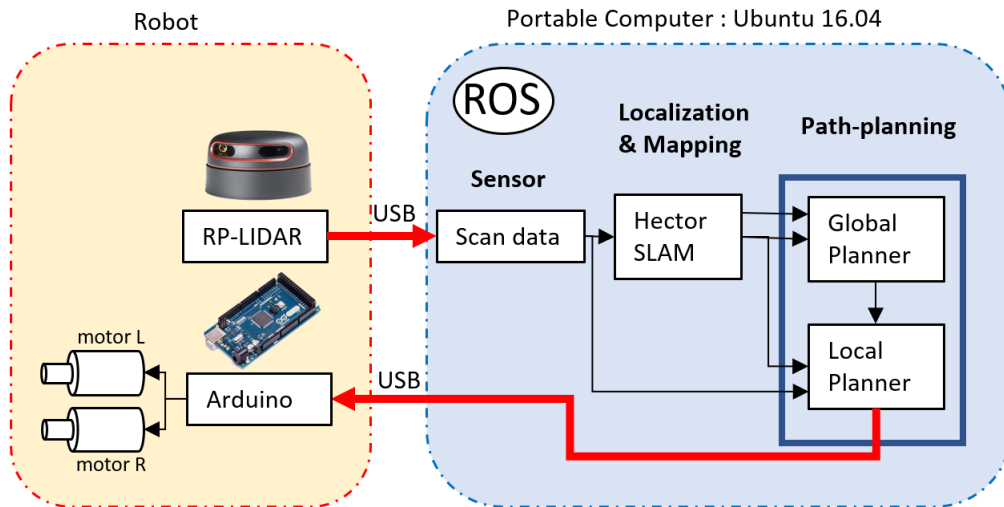 Robot
Portable Computer : Ubuntu 16.04
ROS
Localization
& Mapping
Path-planning
Sensor
USB
RP-LIDAR
Scan data
Hector
SLAM
Global
Planner
motor L
USB
Arduino
Local
Planner
motor R